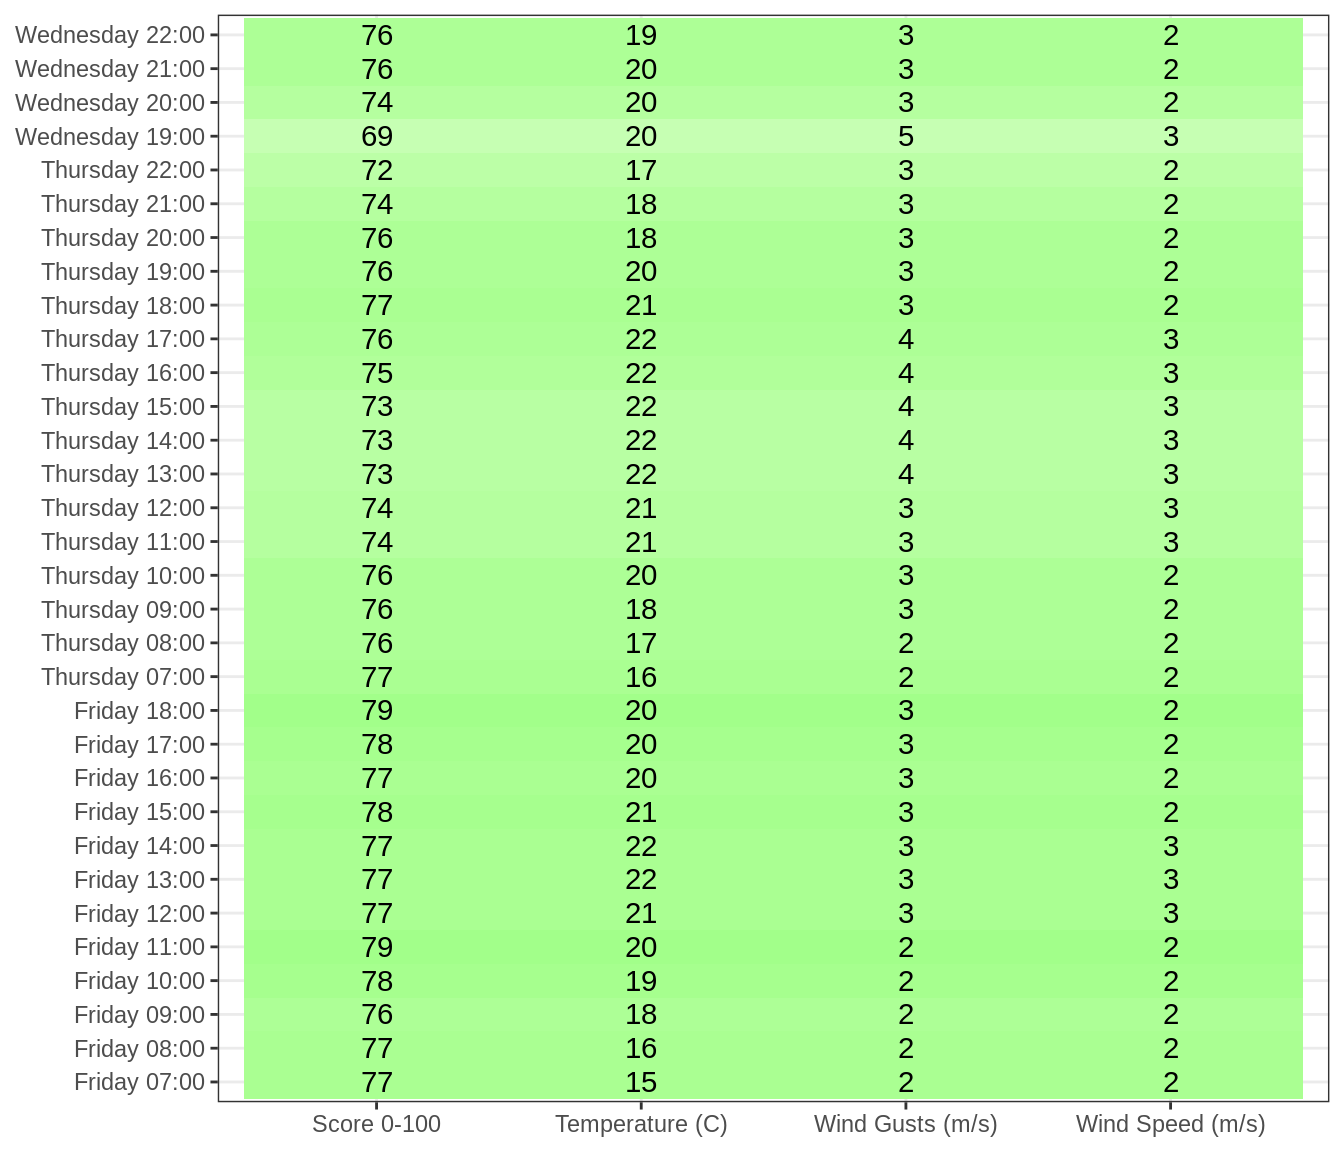 Wednesday 22:00 76 19 3 2
Wednesday 21:00 76 20 3 2
Wednesday 20:00 74 20 3 2
Wednesday 19:00 69 20 5 3
Thursday 22:00 72 17 3 2
Thursday 21:00 74 18 3 2
Thursday 20:00 76 18 3 2
Thursday 19:00 76 20 3 2
Thursday 18:00 77 21 3 2
Thursday 17:00 76 22 4 3
Thursday 16:00 75 22 4 3
Thursday 15:00 73 22 4 3
Thursday 14:00 73 22 4 3
Thursday 13:00 73 22 4 3
Thursday 12:00 74 21 3 3
Thursday 11:00 74 21 3 3
Thursday 10:00 76 20 3 2
Thursday 09:00 76 18 3 2
Thursday 08:00 76 17 2 2
Thursday 07:00 77 16 2 2
Friday 18:00 79 20 3 2
Friday 17:00 78 20 3 2
Friday 16:00 77 20 3 2
Friday 15:00 78 21 3 2
Friday 14:00 77 22 3 3
Friday 13:00 77 22 3 3
Friday 12:00 77 21 3 3
Friday 11:00 79 20 2 2
Friday 10:00 78 19 2 2
Friday 09:00 76 18 2 2
Friday 08:00 77 16 2 2
Friday 07:00 77 15 2 2
Score 0-100 Temperature (C) Wind Gusts (m/s) Wind Speed (m/s)